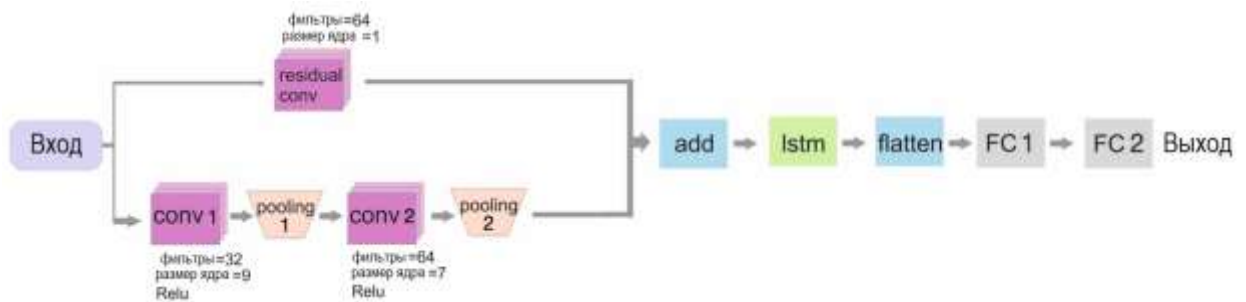 фильтры=64
размер ядра =1
residual
conv
Вход
add
lstm
flatten
FC 1
FC 2
Выход
conv 1
pooling
1
conv 2
pooling
2
фильтры=32
размер ядра =9
Relu
фильтры=64
размер ядра =7
Relu